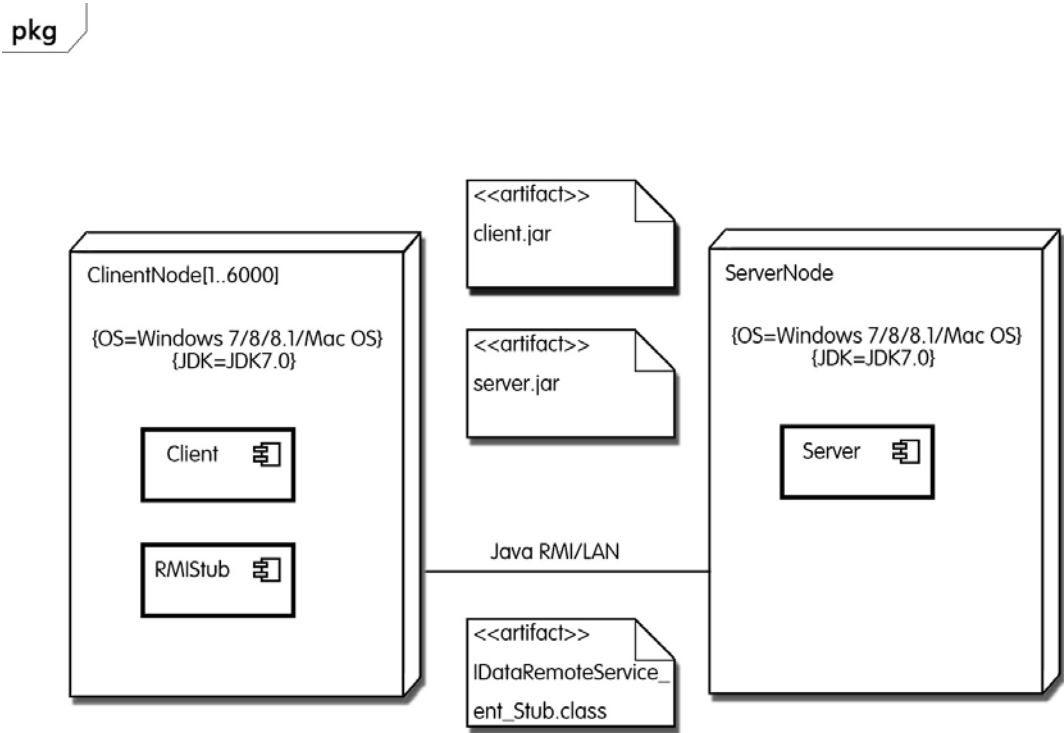 pkg
<<artifact>>
client.jar
ClinentNode[1..6000]
{OS=Windows 7/8/8.1/Mac OS}
{JDK=JDK7.0}
Client
RMIStub
<<artifact>>
server.jar
Java RMI/LAN
<<artifact>>
IDataRemoteService_
ent_Stub.class
ServerNode
{OS=Windows 7/8/8.1/Mac OS}
{JDK=JDK7.0}
Server